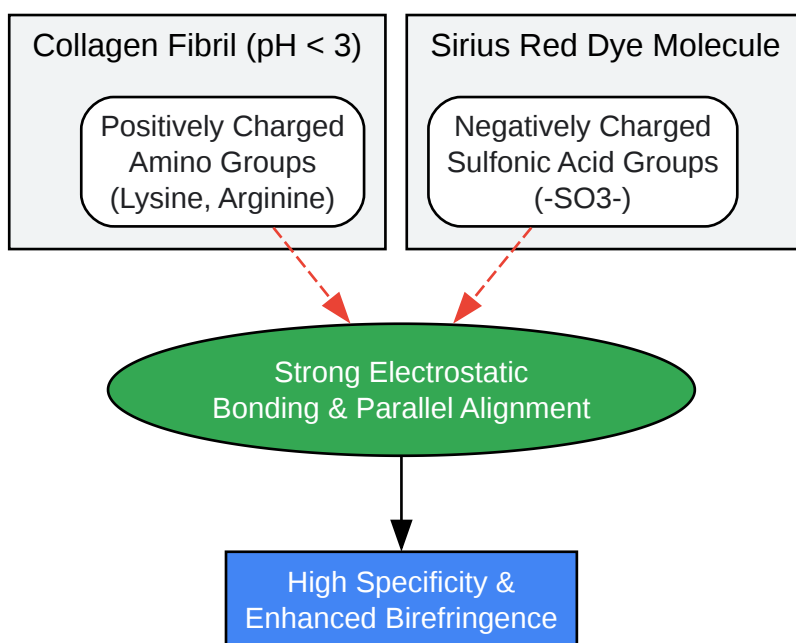 Collagen Fibril (pH < 3)
Positively Charged
Amino Groups
(Lysine, Arginine)
Sirius Red Dye Molecule
Negatively Charged
Sulfonic Acid Groups
(-SO3-)
Strong Electrostatic
Bonding & Parallel Alignment
High Specificity &
Enhanced Birefringence